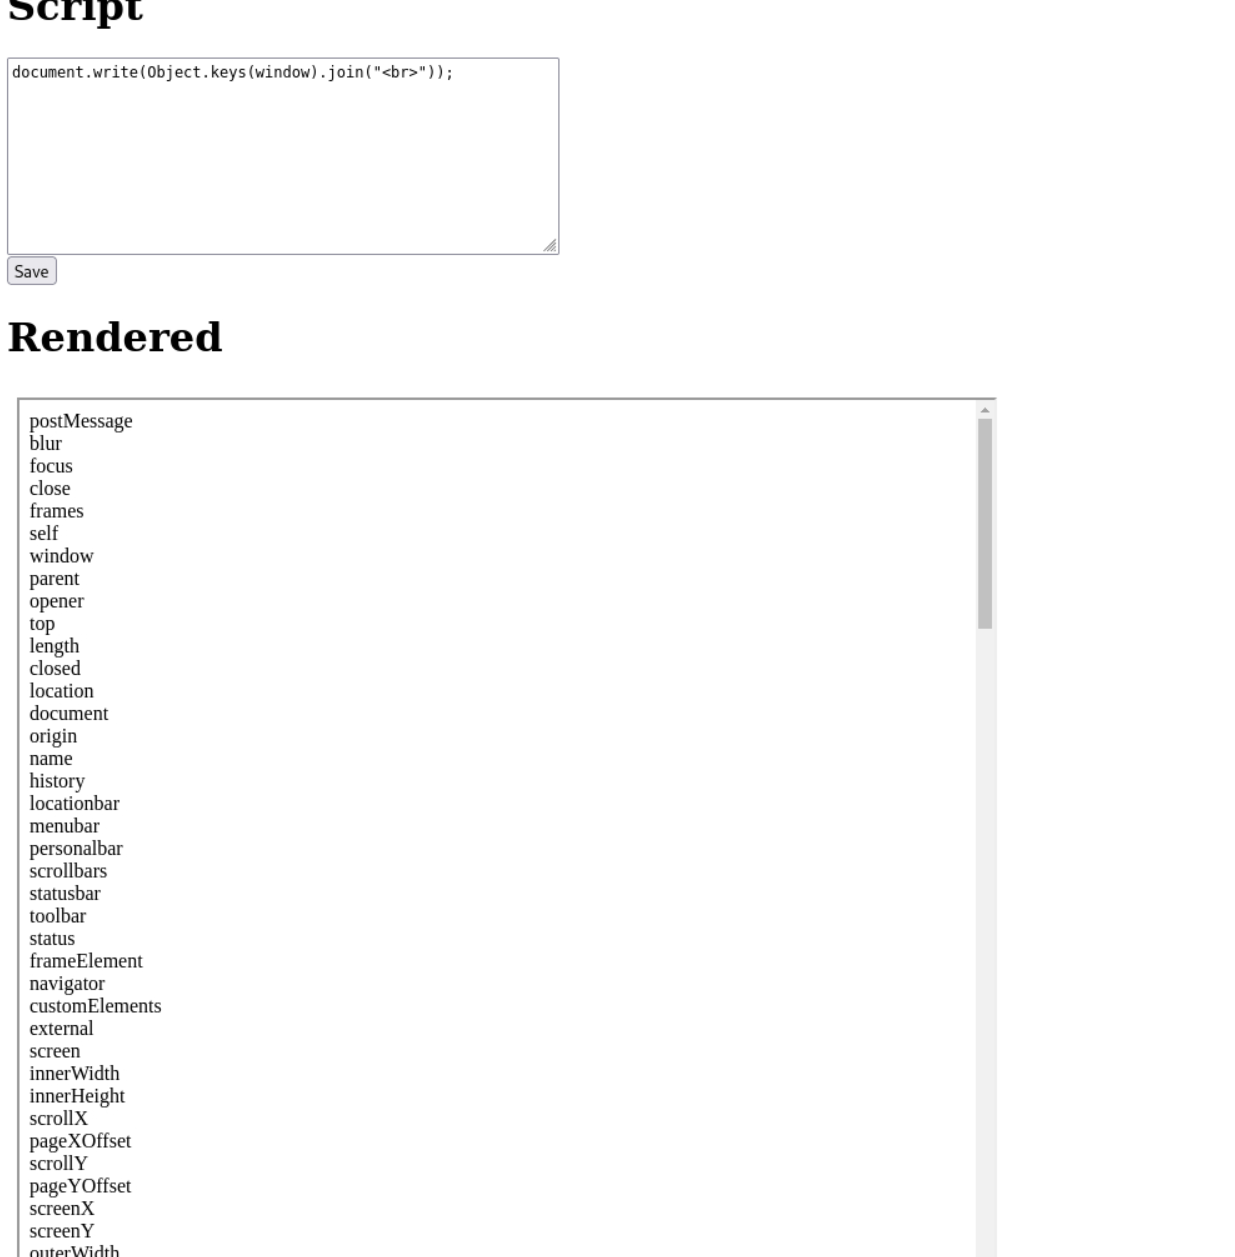 Script
document.write(Object.keys(window).join("<br>"));
Save
Rendered
postMessage
blur
focus
close
frames
self
window
parent
opener
top
length
closed
location
document
origin
name
history
locationbar
menubar
personalbar
scrollbars
statusbar
toolbar
status
frameElement
navigator
customElements
external
screen
innerWidth
innerHeight
scrollX
pageXOffset
scrollY
pageYOffset
screenX
screenY
outerWidth